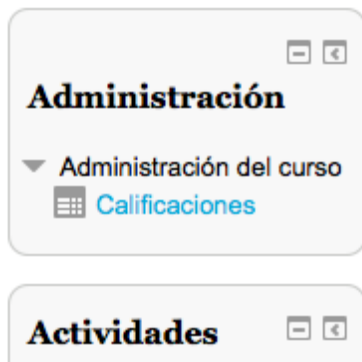 Administración
Administración del curso
Calificaciones
Actividades